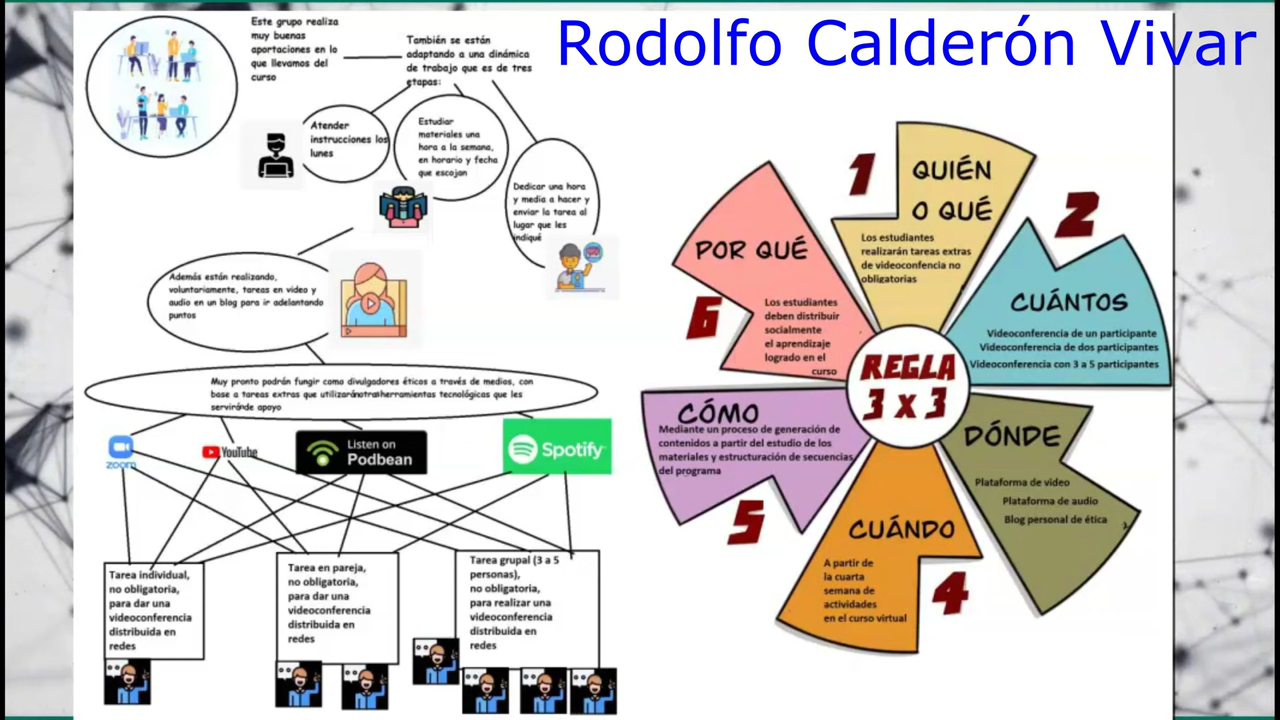 Rodolfo Calderón Vivar
Este grupo realiza
muy buenas
aportaciones en lo
que llevamos del
curso
También se están
adaptando a una dinámica
de trabajo que es de tres
etapas:
Atender
instrucciones los
lunes
Estudiar
materiales una
hora a la semana,
en horario y fecha
que escojan
Dedicar una hora
y media a hacer y
enviar la tarea al
lugar que les
indiqué
Además están realizando,
voluntariamente, tareas en video y
audio en un blog para ir adelantando
puntos
Muy pronto podrán fungir como divulgadores éticos a través de medios, con
base a tareas extras que utilizarán otras herramientas tecnológicas que les
servirán de apoyo
zoom
YouTube
Listen on
Podbean
Spotify
Tarea individual,
no obligatoria,
para dar una
videoconferencia
distribuida en
redes
Tarea en pareja,
no obligatoria,
para dar una
videoconferencia
distribuida en
redes
Tarea grupal (3 a 5
personas),
no obligatoria,
para realizar una
videoconferencia
distribuida en
redes
REGLA
3 x 3
1
QUIÉN
O QUÉ
Los estudiantes
realizarán tareas extras
de videoconfencia no
obligatorias
2
CUÁNTOS
Videoconferencia de un participante
Videoconferencia de dos participantes
Videoconferencia con 3 a 5 participantes
DÓNDE
Plataforma de video
Plataforma de audio
Blog personal de ética
3
4
CUÁNDO
A partir de
la cuarta
semana de
actividades
en el curso virtual
5
CÓMO
Mediante un proceso de generación de
contenidos a partir del estudio de los
materiales y estructuración de secuencias
del programa
6
POR QUÉ
Los estudiantes
deben distribuir
socialmente
el aprendizaje
logrado en el
curso